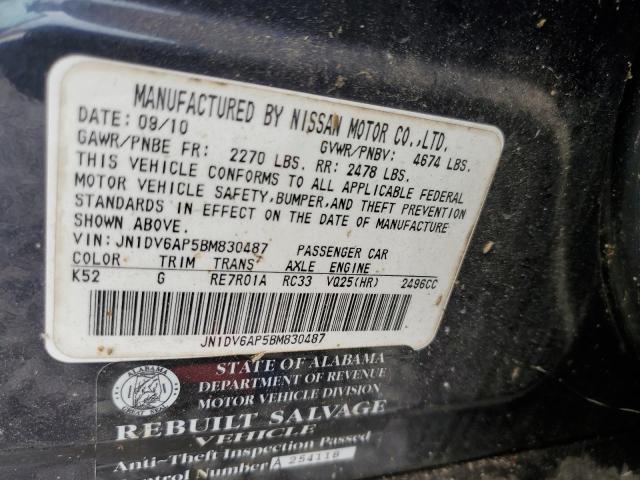 MANUFACTURED BY NISSAN MOTOR CO.,LTD.
DATE: 09/10 GVWR/PNBV: 4674 LBS.
GAWR/PNBE FR: 2270 LBS. RR: 2478 LBS.
THIS VEHICLE CONFORMS TO ALL APPLICABLE FEDERAL
MOTOR VEHICLE SAFETY,BUMPER,AND THEFT PREVENTION
STANDARDS IN EFFECT ON THE DATE OF MANUFACTURE
SHOWN ABOVE.
VIN: JN1DV6AP5BM830487 PASSENGER CAR
COLOR TRIM TRANS AXLE ENGINE
K52 G RE7R01A RC33 VQ25(HR) 2496CC
JN1DV6AP5BM830487
ALABAMA
GREAT SEAL
STATE OF ALABAMA
DEPARTMENT OF REVENUE
MOTOR VEHICLE DIVISION
REBUILT SALVAGE
VEHICLE
Anti-Theft Inspection Passed
Control Number A 254118